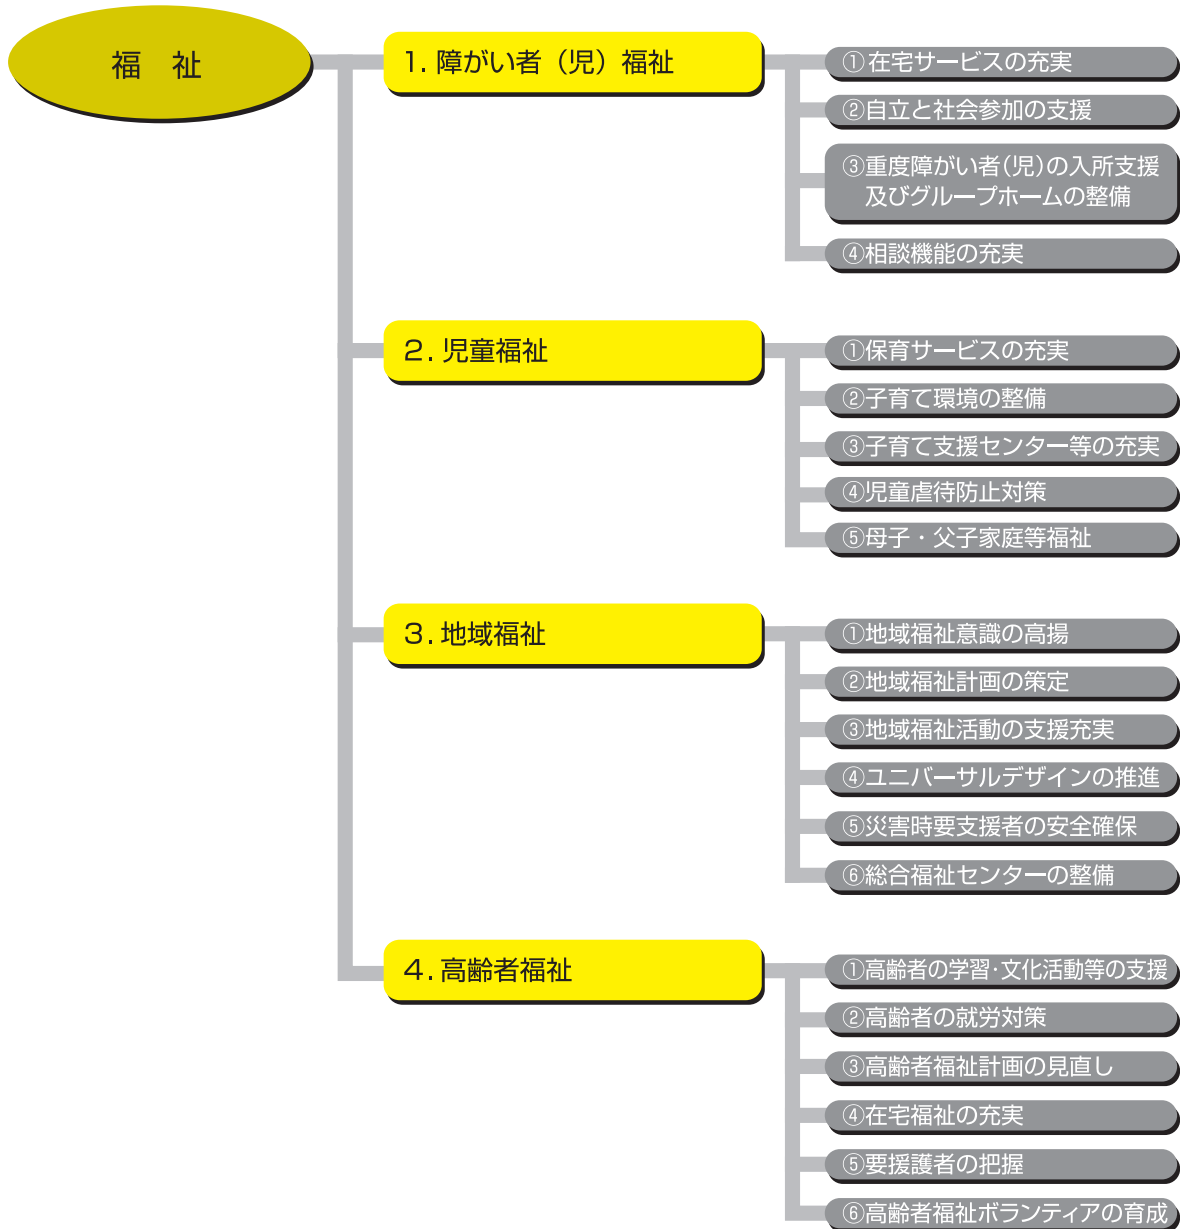 福 祉
1. 障がい者（児）福祉
①在宅サービスの充実
②自立と社会参加の支援
③重度障がい者(児)の入所支援
及びグループホームの整備
④相談機能の充実
2. 児童福祉
①保育サービスの充実
②子育て環境の整備
③子育て支援センター等の充実
④児童虐待防止対策
⑤母子・父子家庭等福祉
3. 地域福祉
①地域福祉意識の高揚
②地域福祉計画の策定
③地域福祉活動の支援充実
④ユニバーサルデザインの推進
⑤災害時要支援者の安全確保
⑥総合福祉センターの整備
4. 高齢者福祉
①高齢者の学習・文化活動等の支援
②高齢者の就労対策
③高齢者福祉計画の見直し
④在宅福祉の充実
⑤要援護者の把握
⑥高齢者福祉ボランティアの育成